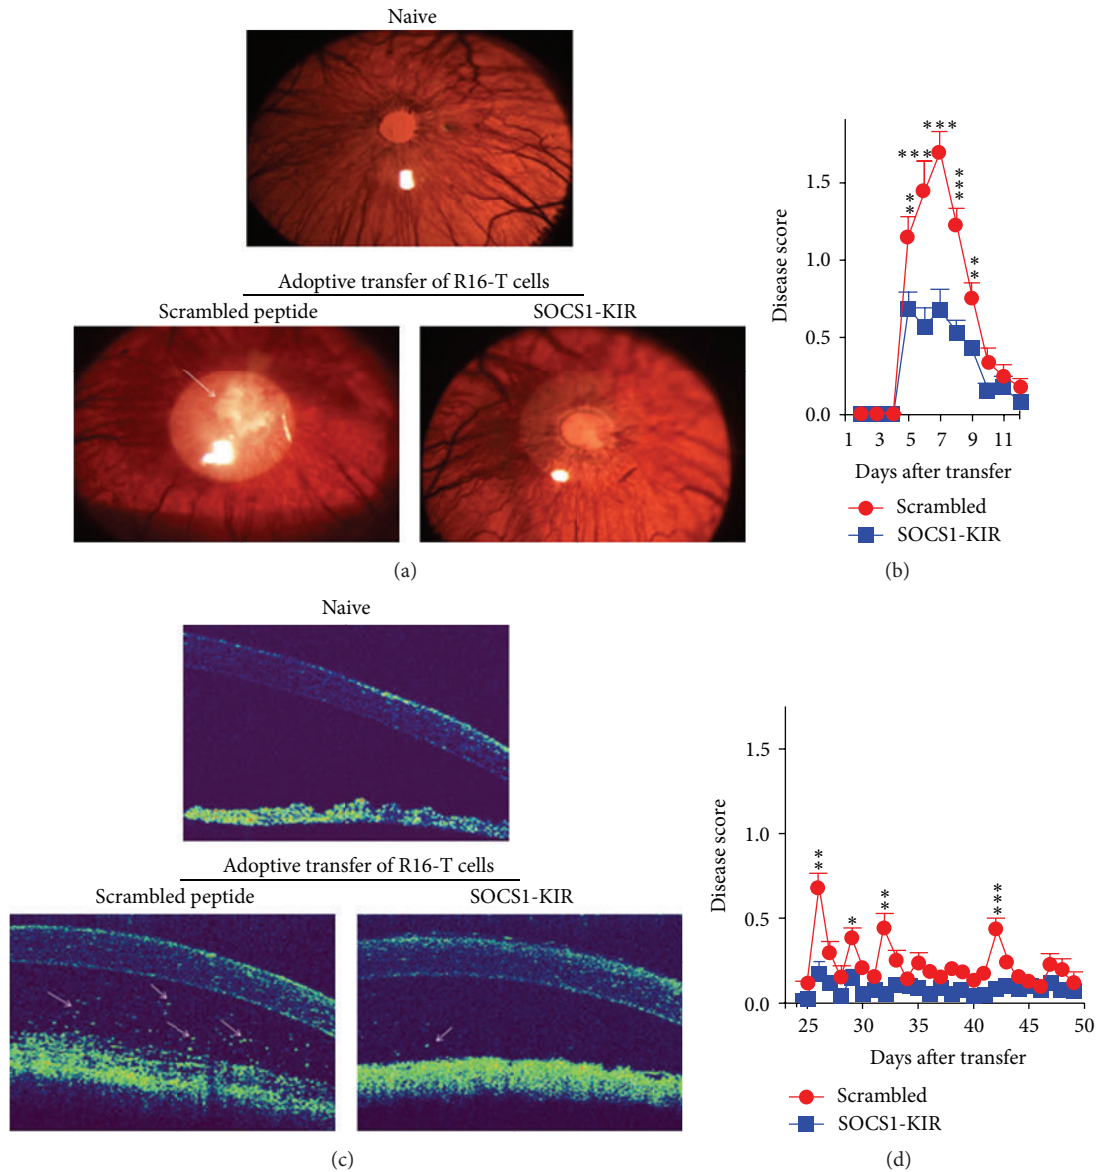 Naive
Adoptive transfer of R16-T cells
Scrambled peptide
SOCS1-KIR
(a)
Disease score
1.5
1.0
0.5
0.0
**
***
***
***
**
1 3 5 7 9 11
Days after transfer
Scrambled
SOCS1-KIR
(b)
Naive
Adoptive transfer of R16-T cells
Scrambled peptide
SOCS1-KIR
(c)
Disease score
1.5
1.0
0.5
0.0
**
*
**
***
25 30 35 40 45 50
Days after transfer
Scrambled
SOCS1-KIR
(d)